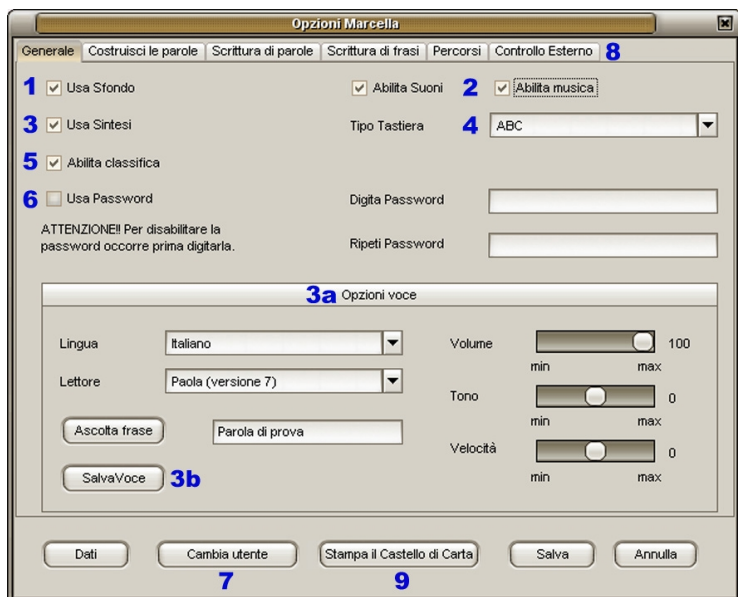 Opzioni Marcella
Generale Costruisci le parole Scrittura di parole Scrittura di frasi Percorsi Controllo Esterno 8
1 Usa Sfondo Abilita Suoni 2 Abilita musica
3 Usa Sintesi Tipo Tastiera 4 ABC
5 Abilita classifica
6 Usa Password Digita Password
ATTENZIONE!! Per disabilitare la
password occorre prima digitarla.
Ripeti Password
3a Opzioni voce
Lingua Italiano Volume 100
min max
Lettore Paola (versione 7)
Tono 0
min max
Ascolta frase Parola di prova
Velocità 0
min max
SalvaVoce 3b
Dati Cambia utente Stampa il Castello di Carta Salva Annulla
7 9